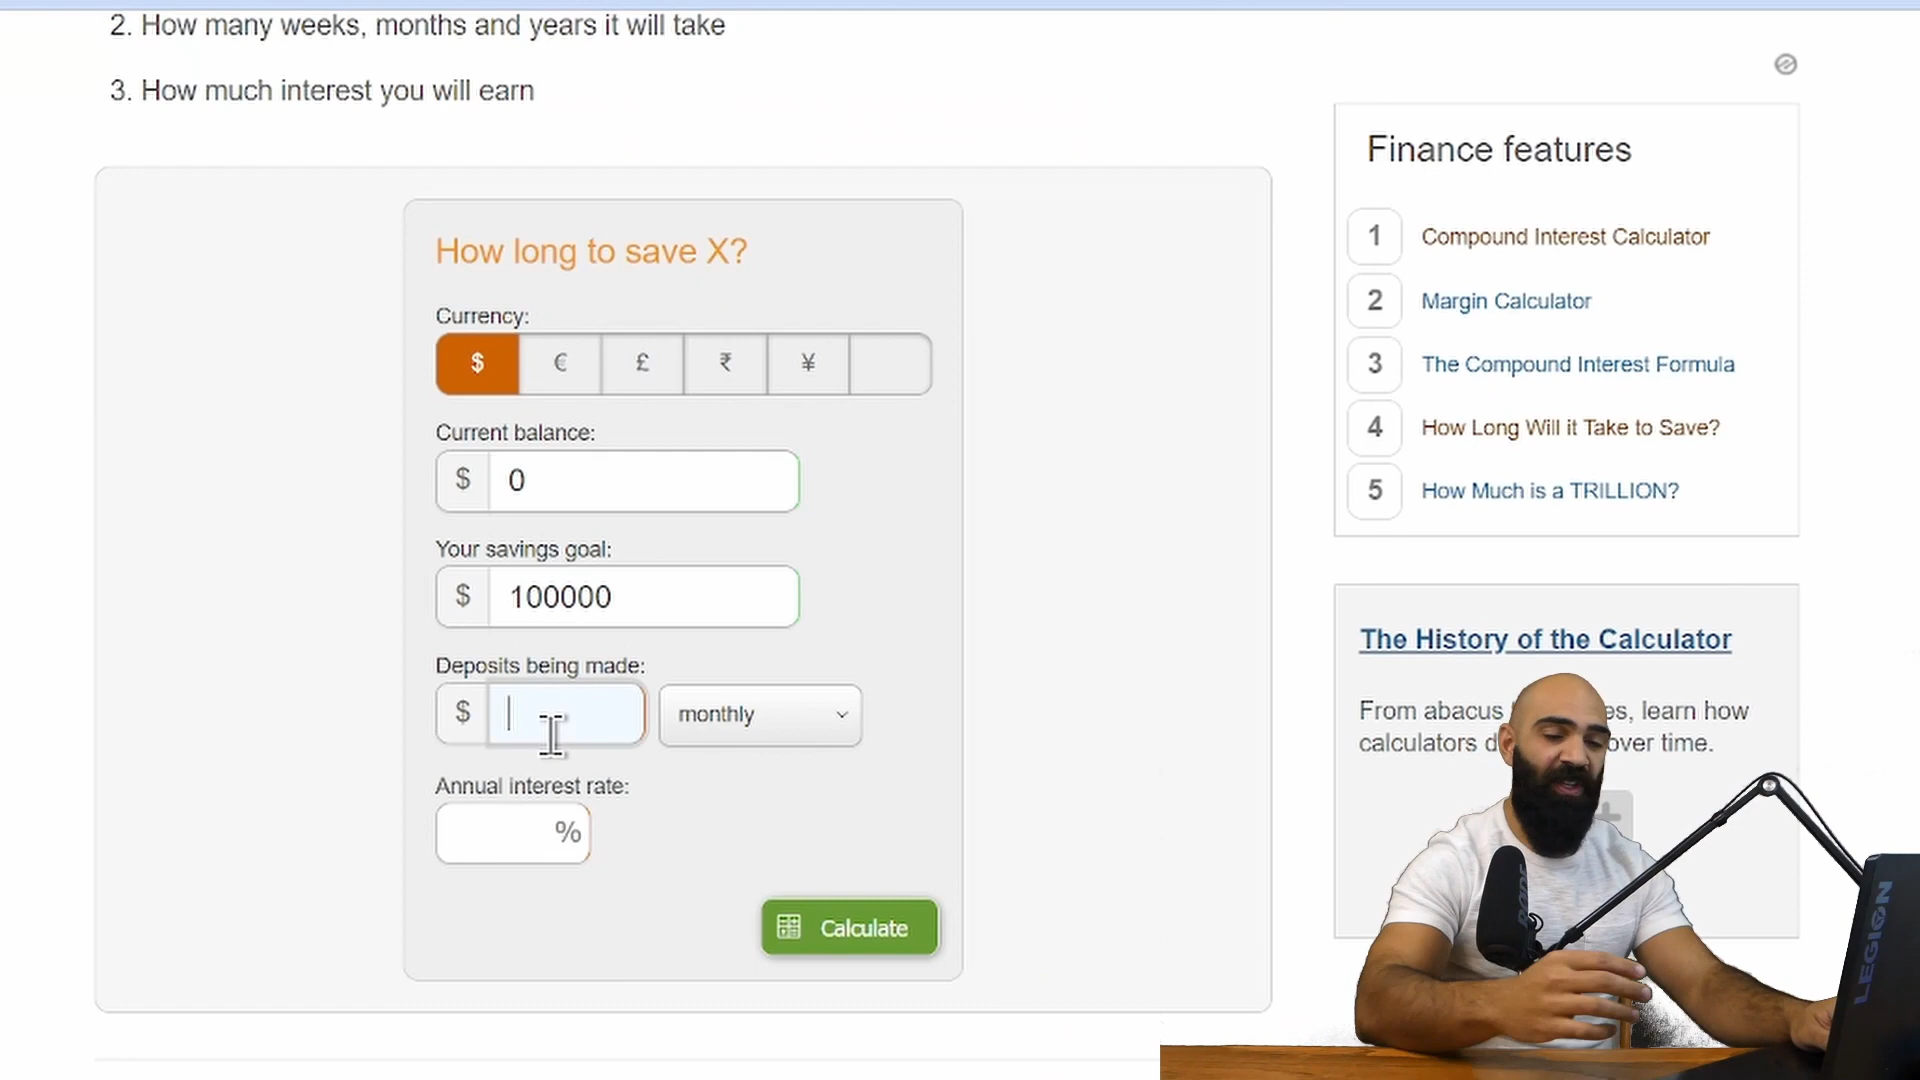 2. How many weeks, months and years it will take
3. How much interest you will earn
How long to save X?
Currency:
$ € £ ₹ ¥
Current balance:
$ 0
Your savings goal:
$ 100000
Deposits being made:
$ monthly
Annual interest rate:
%
Calculate
Finance features
1 Compound Interest Calculator
2 Margin Calculator
3 The Compound Interest Formula
4 How Long Will it Take to Save?
5 How Much is a TRILLION?
The History of the Calculator
From abacus es, learn how
calculators d over time.
RODE
LEGION